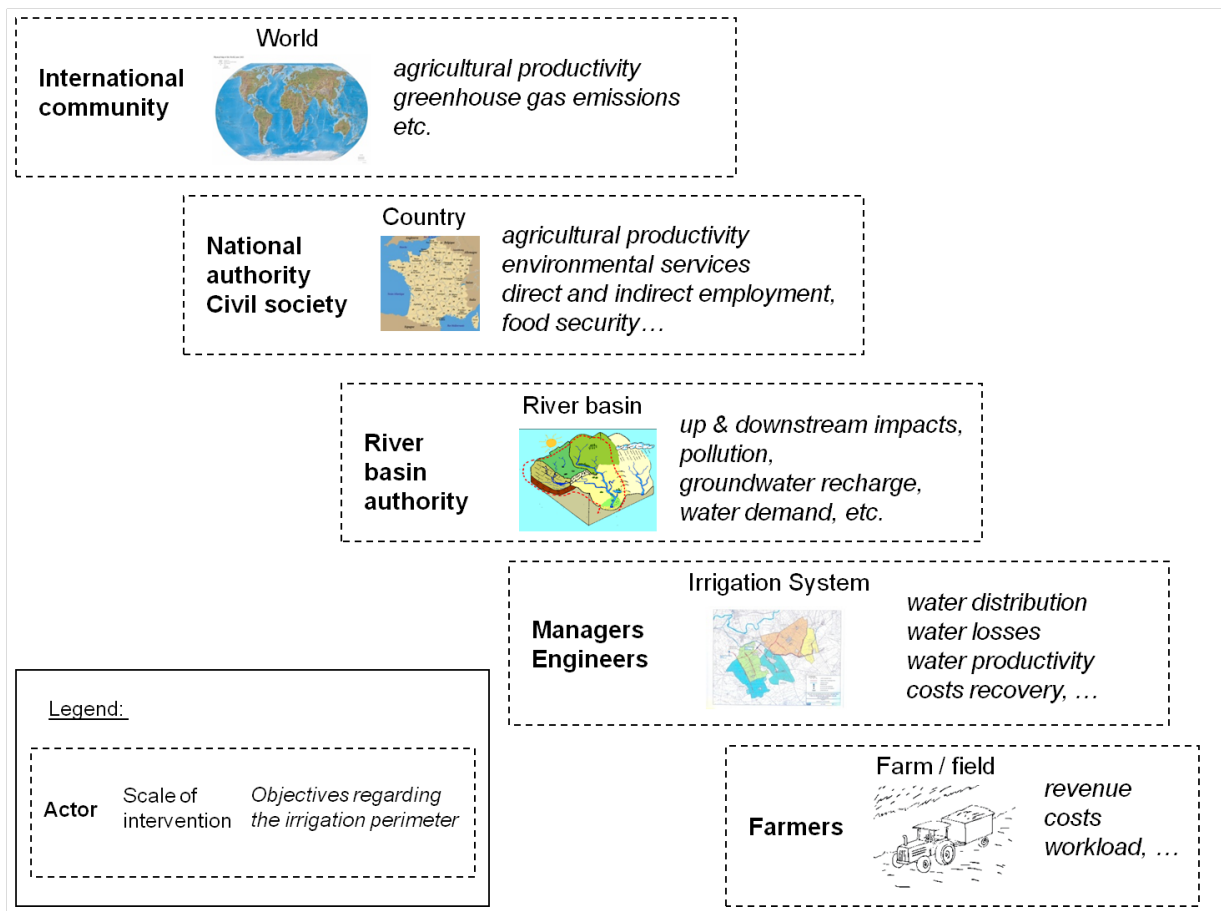 World
International
community
agricultural productivity
greenhouse gas emissions
etc.
Country
National
authority
Civil society
agricultural productivity
environmental services
direct and indirect employment,
food security…
River basin
River
basin
authority
up & downstream impacts,
pollution,
groundwater recharge,
water demand, etc.
Irrigation System
Managers
Engineers
water distribution
water losses
water productivity
costs recovery, …
Legend:
Actor
Scale of
intervention
Objectives regarding
the irrigation perimeter
Farm / field
Farmers
revenue
costs
workload, …